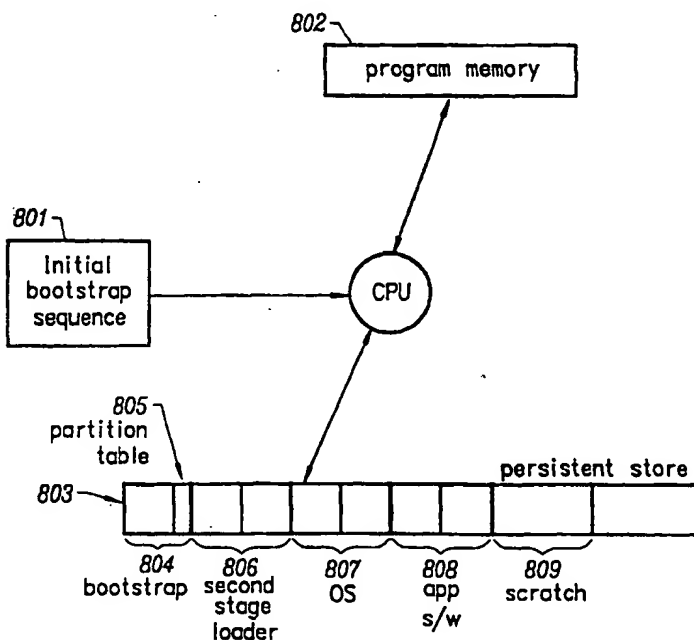 802
program memory
801
Initial
bootstrap
sequence
CPU
805
partition
table
persistent store
803
804
bootstrap
806
second
stage
loader
807
OS
808
app
s/w
809
scratch